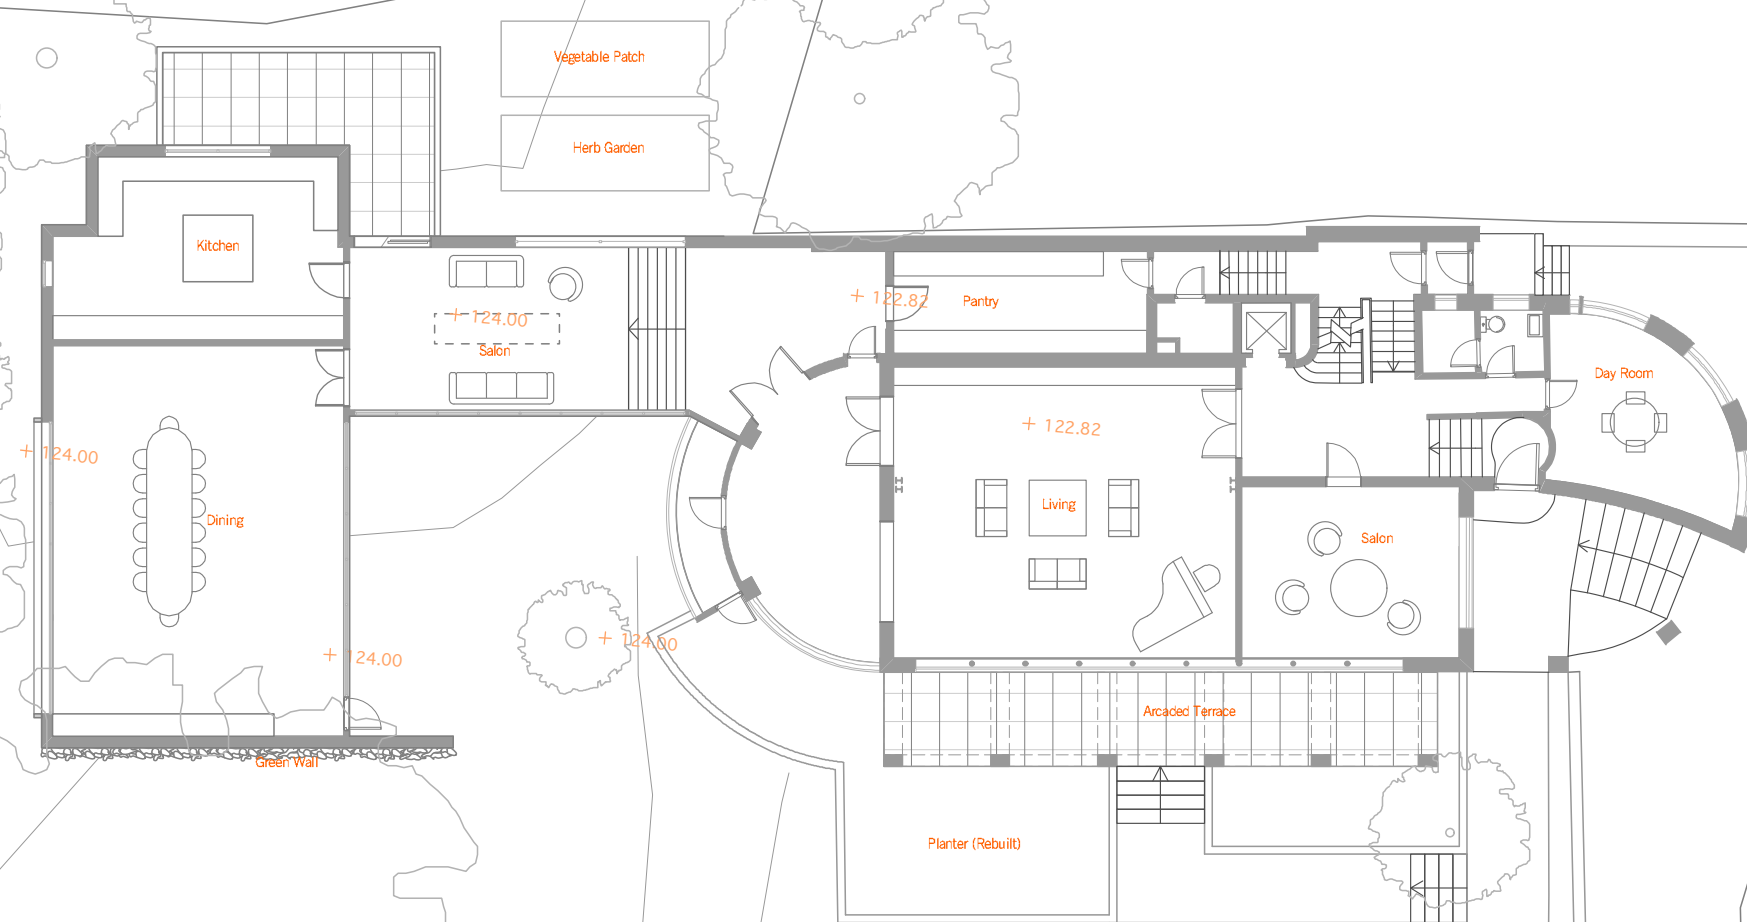 Vegetable Patch
Herb Garden
Kitchen
+ 124.00
Salon
+ 122.82
Pantry
Day Room
+ 122.82
+ 124.00
Living
Dining
Salon
+ 124.00
+ 124.00
Arcaded Terrace
Green Wall
Planter (Rebuilt)